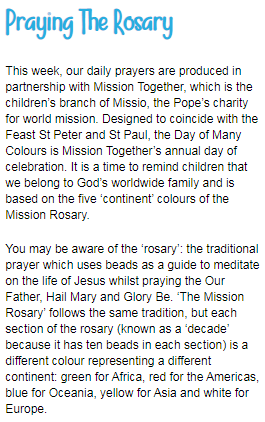 Praying The Rosary
This week, our daily prayers are produced in
partnership with Mission Together, which is the
children’s branch of Missio, the Pope’s charity
for world mission. Designed to coincide with the
Feast St Peter and St Paul, the Day of Many
Colours is Mission Together’s annual day of
celebration. It is a time to remind children that
we belong to God’s worldwide family and is
based on the five ‘continent’ colours of the
Mission Rosary.
You may be aware of the ‘rosary’: the traditional
prayer which uses beads as a guide to meditate
on the life of Jesus whilst praying the Our
Father, Hail Mary and Glory Be. ‘The Mission
Rosary’ follows the same tradition, but each
section of the rosary (known as a ‘decade’
because it has ten beads in each section) is a
different colour representing a different
continent: green for Africa, red for the Americas,
blue for Oceania, yellow for Asia and white for
Europe.